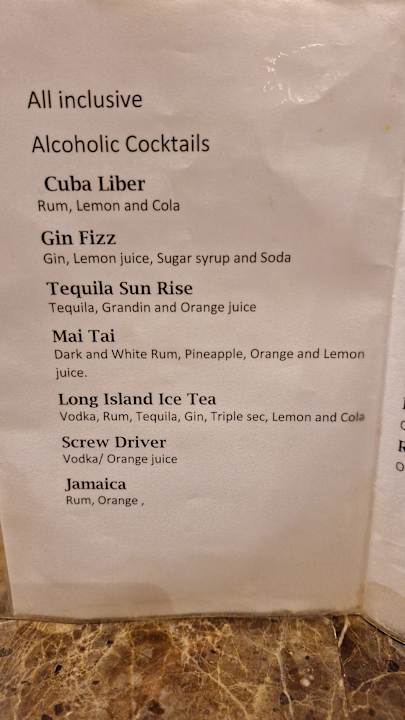 All inclusive
Alcoholic Cocktails
Cuba Liber
Rum, Lemon and Cola
Gin Fizz
Gin, Lemon juice, Sugar syrup and Soda
Tequila Sun Rise
Tequila, Grandin and Orange juice
Mai Tai
Dark and White Rum, Pineapple, Orange and Lemon
juice.
Long Island Ice Tea
Vodka, Rum, Tequila, Gin, Triple sec, Lemon and Cola
Screw Driver
Vodka/ Orange juice
Jamaica
Rum, Orange ,